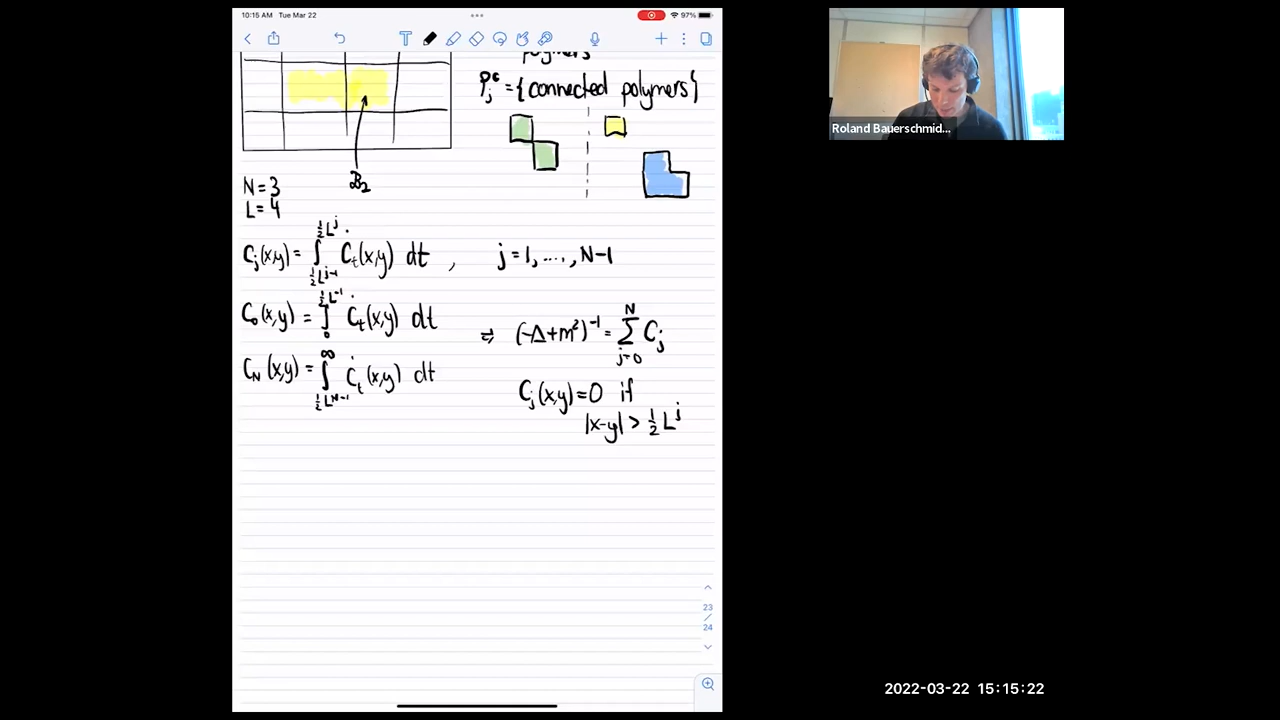 10:15 AM Tue Mar 22
97%
P_j^c = {connected polymers}
B_2
N=3
L=4
C_j(x,y) = ∫_{½L^{j-1}}^{½L^j} Ċ_t(x,y) dt , j=1,...., N-1
C_0(x,y) = ∫_0^{½L^{-1}} Ċ_t(x,y) dt
⇒ (-Δ+m²)^{-1} = Σ_{j=0}^N C_j
C_N(x,y) = ∫_{½L^{N-1}}^∞ Ċ_t(x,y) dt
C_j(x,y)=0 if
|x-y| > ½L^j
23
/
24
Roland Bauerschmid...
2022-03-22 15:15:22